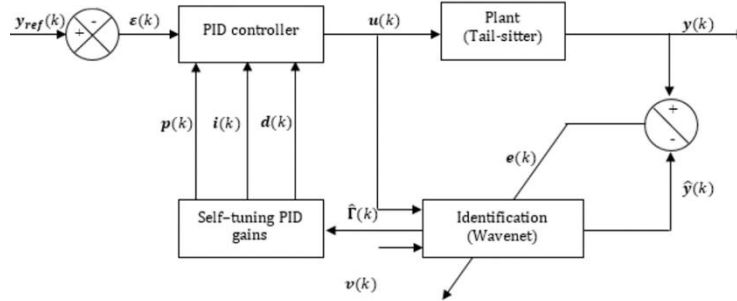 y_ref(k)
+
-
ε(k)
PID controller
u(k)
Plant
(Tail-sitter)
y(k)
p(k)
i(k)
d(k)
+
-
e(k)
ŷ(k)
Self-tuning PID
gains
Γ̂(k)
Identification
(Wavenet)
v(k)